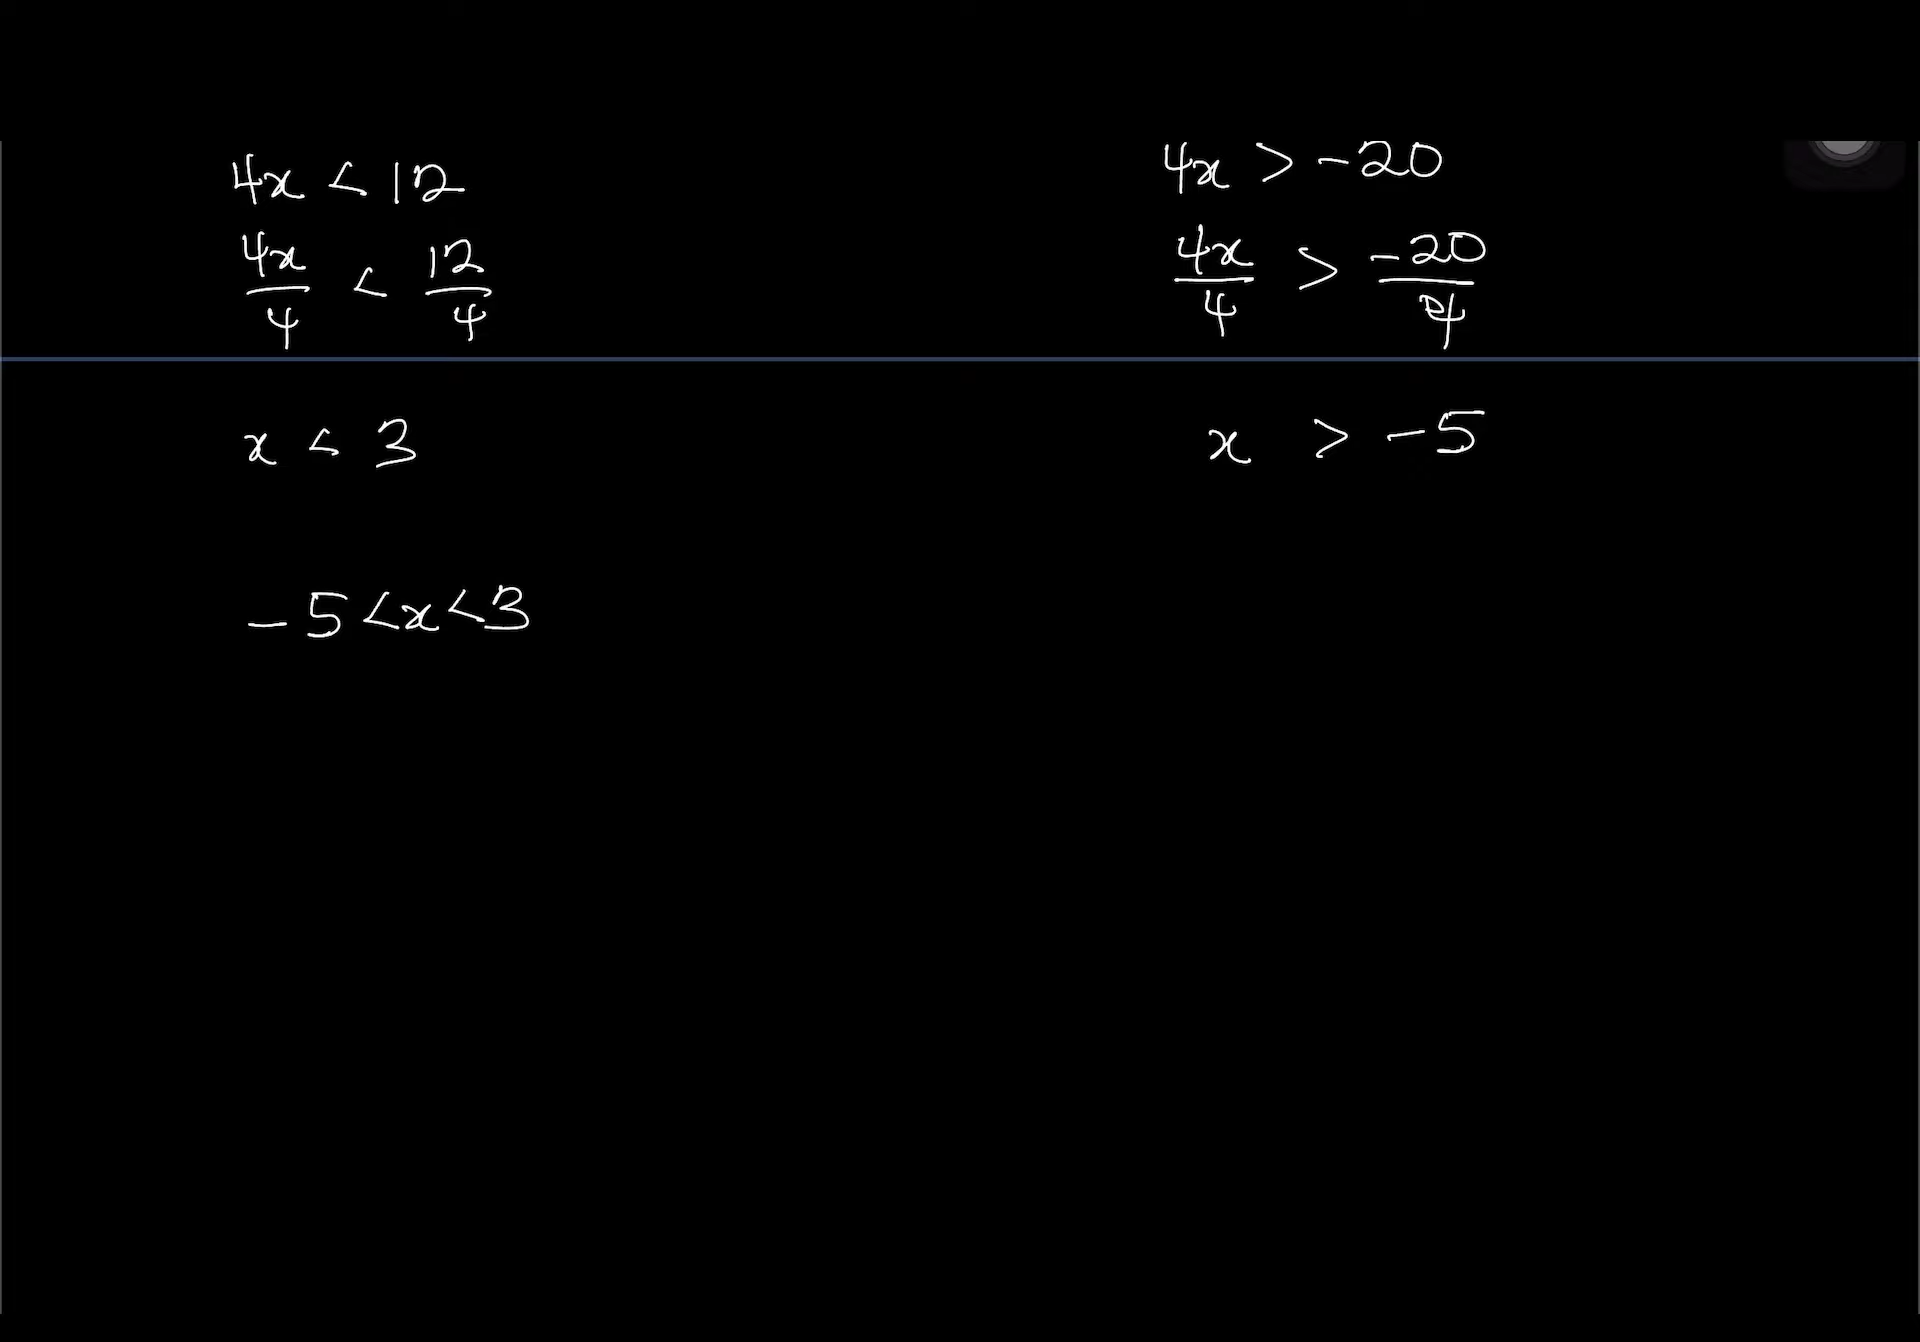 4x < 12
4x/4 < 12/4
x < 3
-5 < x < 3
4x > -20
4x/4 > -20/4
x > -5